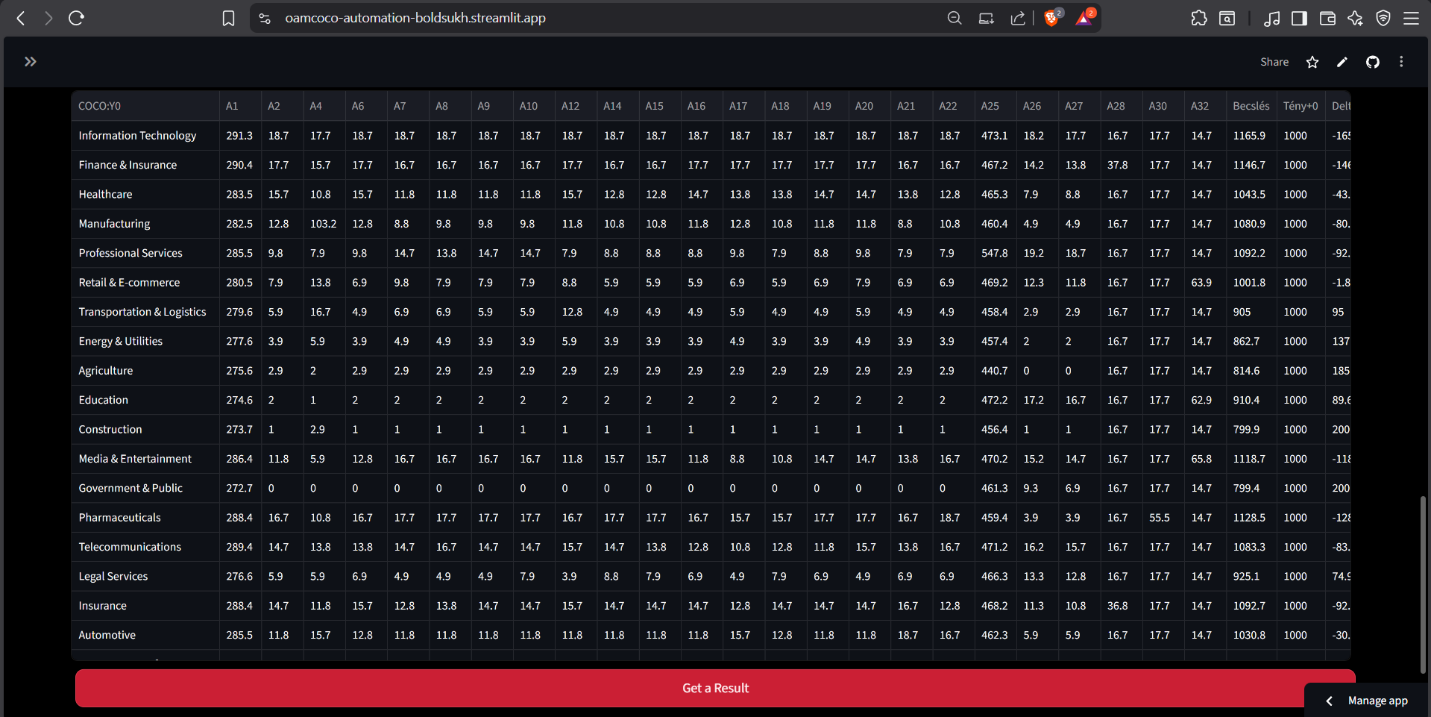 oamcoco-automation-boldsukh.streamlit.app
2
2
Share
COCO:Y0 A1 A2 A4 A6 A7 A8 A9 A10 A12 A14 A15 A16 A17 A18 A19 A20 A21 A22 A25 A26 A27 A28 A30 A32 Becslés Tény+0 Delt
Information Technology 291.3 18.7 17.7 18.7 18.7 18.7 18.7 18.7 18.7 18.7 18.7 18.7 18.7 18.7 18.7 18.7 18.7 18.7 473.1 18.2 17.7 16.7 17.7 14.7 1165.9 1000 -165
Finance & Insurance 290.4 17.7 15.7 17.7 16.7 16.7 16.7 16.7 17.7 16.7 16.7 17.7 17.7 17.7 17.7 17.7 16.7 16.7 467.2 14.2 13.8 37.8 17.7 14.7 1146.7 1000 -146
Healthcare 283.5 15.7 10.8 15.7 11.8 11.8 11.8 11.8 15.7 12.8 12.8 14.7 13.8 13.8 14.7 14.7 13.8 12.8 465.3 7.9 8.8 16.7 17.7 14.7 1043.5 1000 -43.
Manufacturing 282.5 12.8 103.2 12.8 8.8 9.8 9.8 9.8 11.8 10.8 10.8 11.8 12.8 10.8 11.8 11.8 8.8 10.8 460.4 4.9 4.9 16.7 17.7 14.7 1080.9 1000 -80.
Professional Services 285.5 9.8 7.9 9.8 14.7 13.8 14.7 14.7 7.9 8.8 8.8 8.8 9.8 7.9 8.8 9.8 7.9 7.9 547.8 19.2 18.7 16.7 17.7 14.7 1092.2 1000 -92.
Retail & E-commerce 280.5 7.9 13.8 6.9 9.8 7.9 7.9 7.9 8.8 5.9 5.9 5.9 6.9 5.9 6.9 7.9 6.9 6.9 469.2 12.3 11.8 16.7 17.7 63.9 1001.8 1000 -1.8
Transportation & Logistics 279.6 5.9 16.7 4.9 6.9 6.9 5.9 5.9 12.8 4.9 4.9 4.9 5.9 4.9 4.9 5.9 4.9 4.9 458.4 2.9 2.9 16.7 17.7 14.7 905 1000 95
Energy & Utilities 277.6 3.9 5.9 3.9 4.9 4.9 3.9 3.9 5.9 3.9 3.9 3.9 4.9 3.9 3.9 4.9 3.9 3.9 457.4 2 2 16.7 17.7 14.7 862.7 1000 137
Agriculture 275.6 2.9 2 2.9 2.9 2.9 2.9 2.9 2.9 2.9 2.9 2.9 2.9 2.9 2.9 2.9 2.9 2.9 440.7 0 0 16.7 17.7 14.7 814.6 1000 185
Education 274.6 2 1 2 2 2 2 2 2 2 2 2 2 2 2 2 2 2 472.2 17.2 16.7 16.7 17.7 62.9 910.4 1000 89.6
Construction 273.7 1 2.9 1 1 1 1 1 1 1 1 1 1 1 1 1 1 1 456.4 1 1 16.7 17.7 14.7 799.9 1000 200
Media & Entertainment 286.4 11.8 5.9 12.8 16.7 16.7 16.7 16.7 11.8 15.7 15.7 11.8 8.8 10.8 14.7 14.7 13.8 16.7 470.2 15.2 14.7 16.7 17.7 65.8 1118.7 1000 -118
Government & Public 272.7 0 0 0 0 0 0 0 0 0 0 0 0 0 0 0 0 0 461.3 9.3 6.9 16.7 17.7 14.7 799.4 1000 200
Pharmaceuticals 288.4 16.7 10.8 16.7 17.7 17.7 17.7 17.7 16.7 17.7 17.7 16.7 15.7 15.7 17.7 17.7 16.7 18.7 459.4 3.9 3.9 16.7 55.5 14.7 1128.5 1000 -128
Telecommunications 289.4 14.7 13.8 13.8 14.7 16.7 14.7 14.7 15.7 14.7 13.8 12.8 10.8 12.8 11.8 15.7 13.8 16.7 471.2 16.2 15.7 16.7 17.7 14.7 1083.3 1000 -83.
Legal Services 276.6 5.9 5.9 6.9 4.9 4.9 4.9 7.9 3.9 8.8 7.9 6.9 4.9 7.9 6.9 4.9 6.9 6.9 466.3 13.3 12.8 16.7 17.7 14.7 925.1 1000 74.9
Insurance 288.4 14.7 11.8 15.7 12.8 13.8 14.7 14.7 15.7 14.7 14.7 14.7 12.8 14.7 14.7 14.7 16.7 12.8 468.2 11.3 10.8 36.8 17.7 14.7 1092.7 1000 -92.
Automotive 285.5 11.8 15.7 12.8 11.8 11.8 11.8 11.8 11.8 11.8 11.8 11.8 15.7 12.8 11.8 11.8 18.7 16.7 462.3 5.9 5.9 16.7 17.7 14.7 1030.8 1000 -30.
Get a Result
Manage app